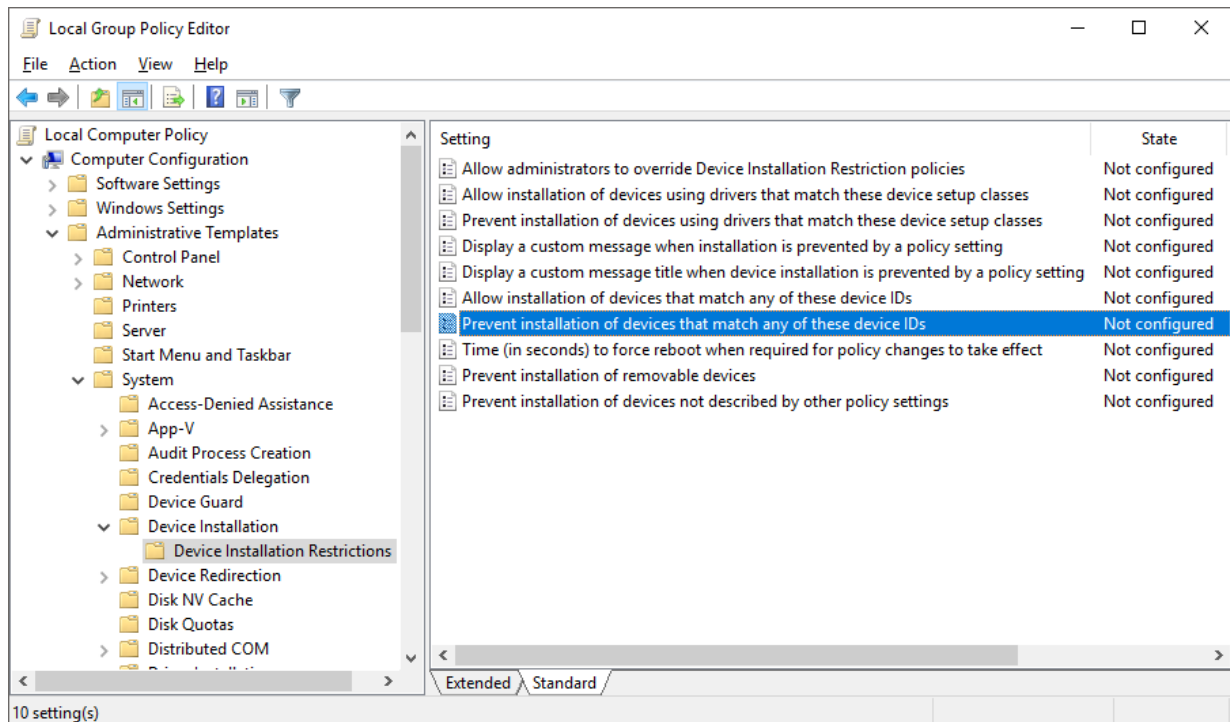 Local Group Policy Editor
File Action View Help
Local Computer Policy
Computer Configuration
Software Settings
Windows Settings
Administrative Templates
Control Panel
Network
Printers
Server
Start Menu and Taskbar
System
Access-Denied Assistance
App-V
Audit Process Creation
Credentials Delegation
Device Guard
Device Installation
Device Installation Restrictions
Device Redirection
Disk NV Cache
Disk Quotas
Distributed COM
Setting State
Allow administrators to override Device Installation Restriction policies Not configured
Allow installation of devices using drivers that match these device setup classes Not configured
Prevent installation of devices using drivers that match these device setup classes Not configured
Display a custom message when installation is prevented by a policy setting Not configured
Display a custom message title when device installation is prevented by a policy setting Not configured
Allow installation of devices that match any of these device IDs Not configured
Prevent installation of devices that match any of these device IDs Not configured
Time (in seconds) to force reboot when required for policy changes to take effect Not configured
Prevent installation of removable devices Not configured
Prevent installation of devices not described by other policy settings Not configured
Extended Standard
10 setting(s)